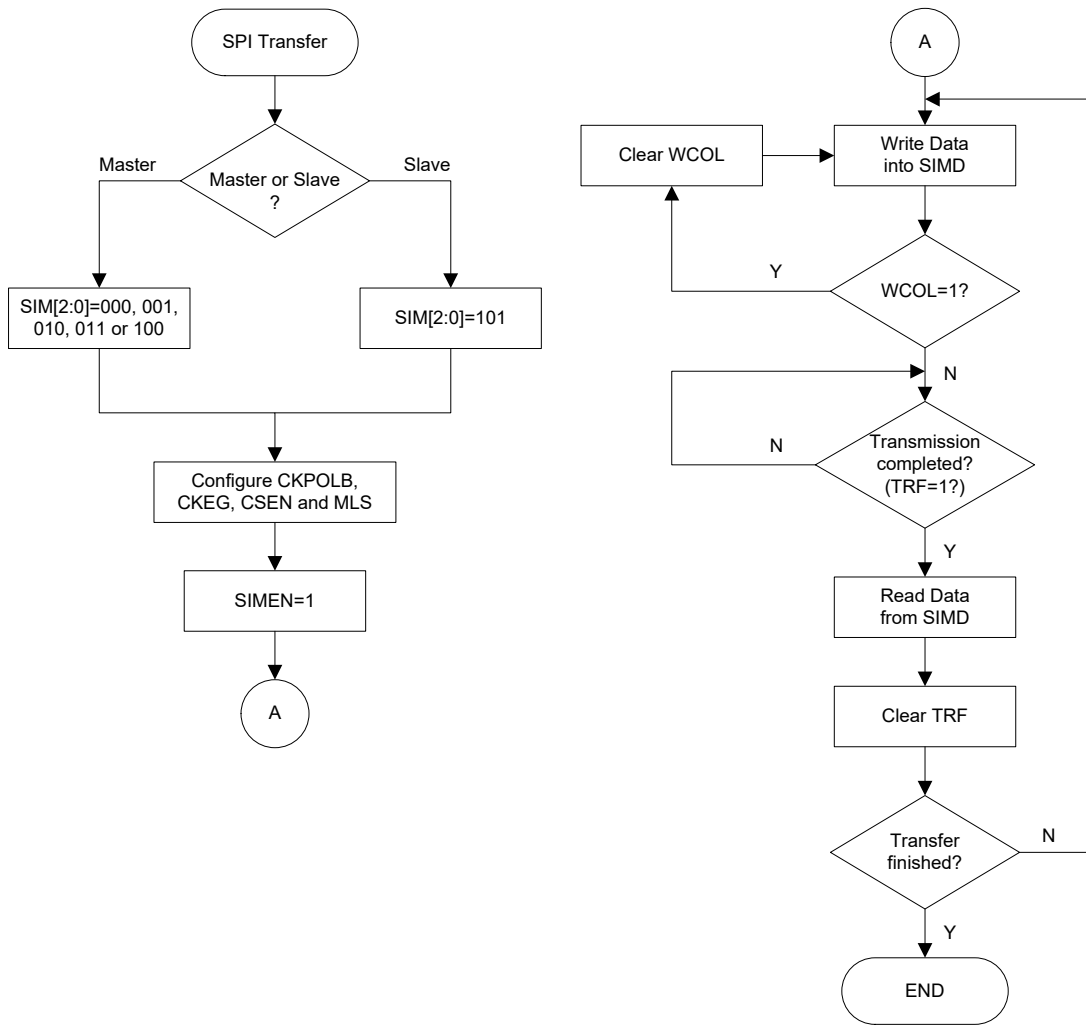 SPI Transfer
Master
Master or Slave
?
Slave
SIM[2:0]=000, 001,
010, 011 or 100
SIM[2:0]=101
Configure CKPOLB,
CKEG, CSEN and MLS
SIMEN=1
A
A
Clear WCOL
Write Data
into SIMD
Y
WCOL=1?
N
N
Transmission
completed?
(TRF=1?)
Y
Read Data
from SIMD
Clear TRF
Transfer
finished?
N
Y
END